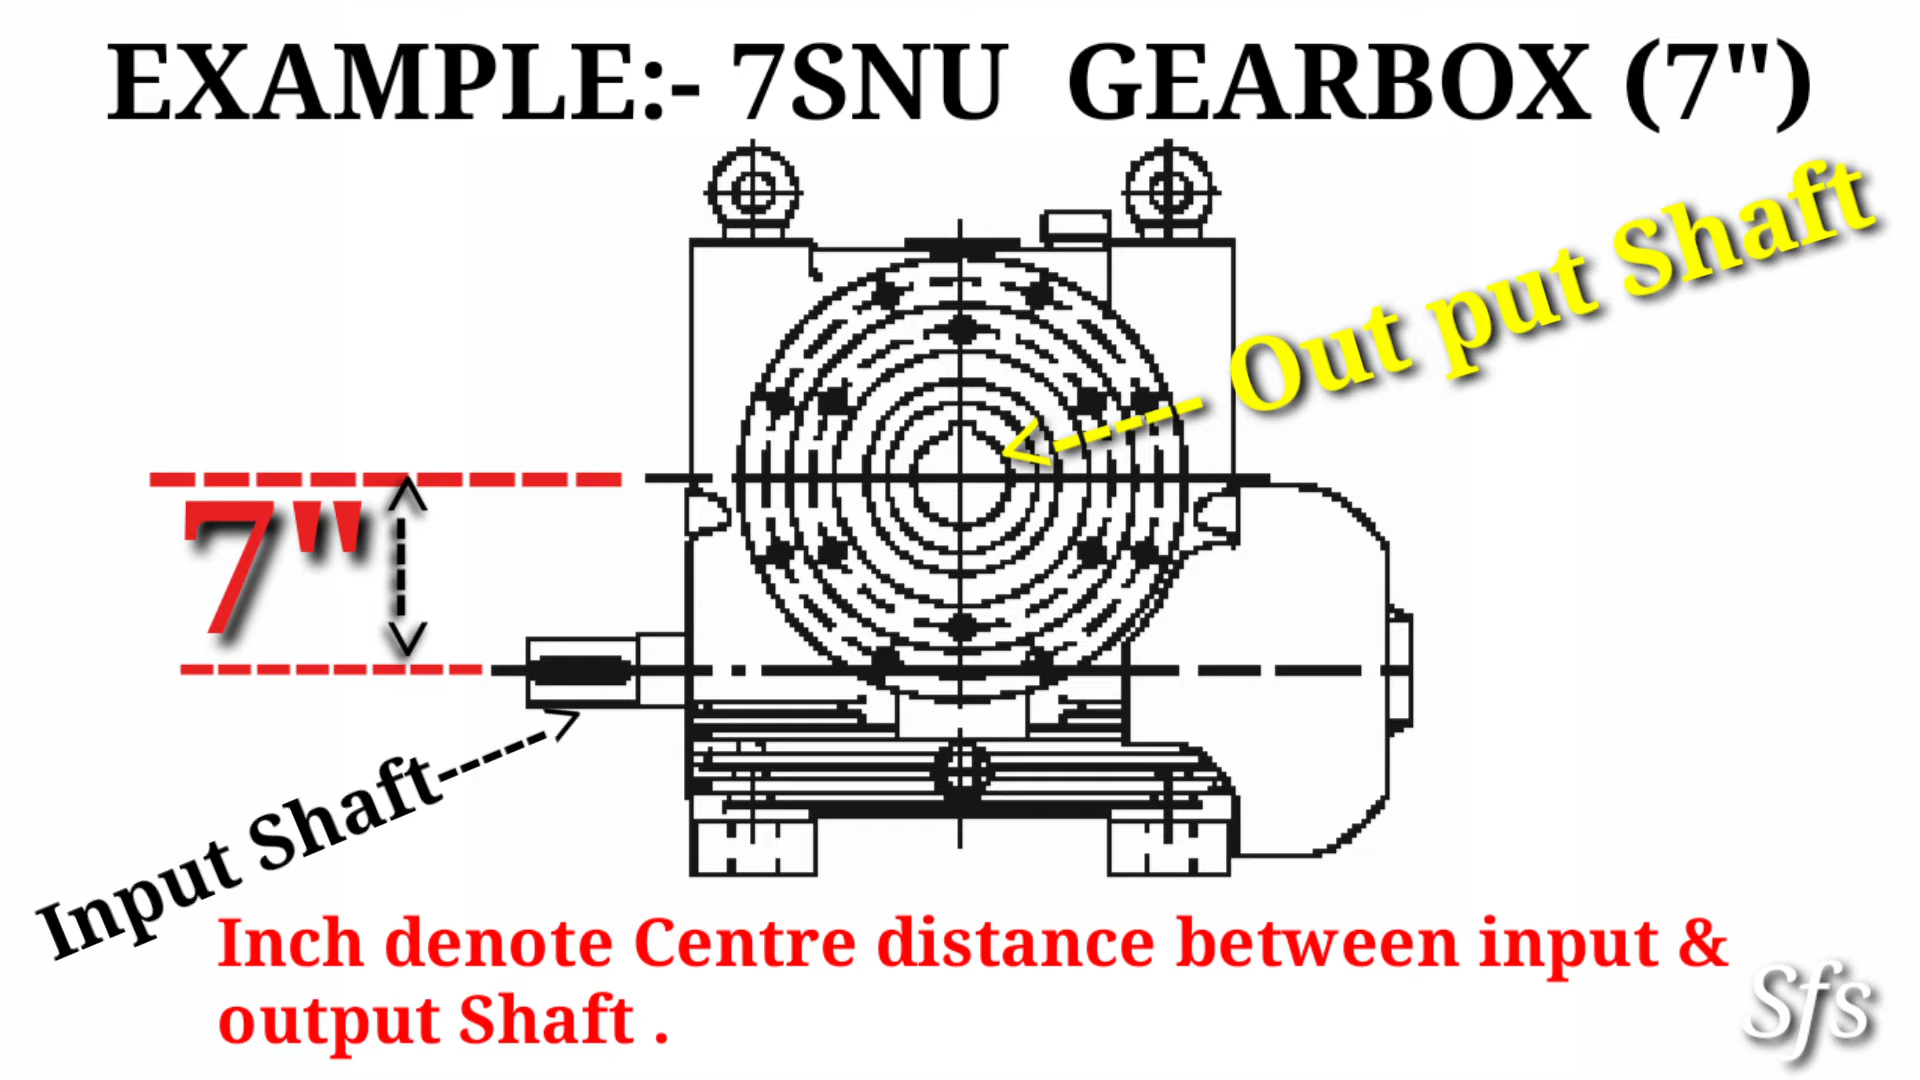 EXAMPLE:- 7SNU GEARBOX (7")
Out put Shaft
7"
Input Shaft
Inch denote Centre distance between input &
output Shaft .
Sfs